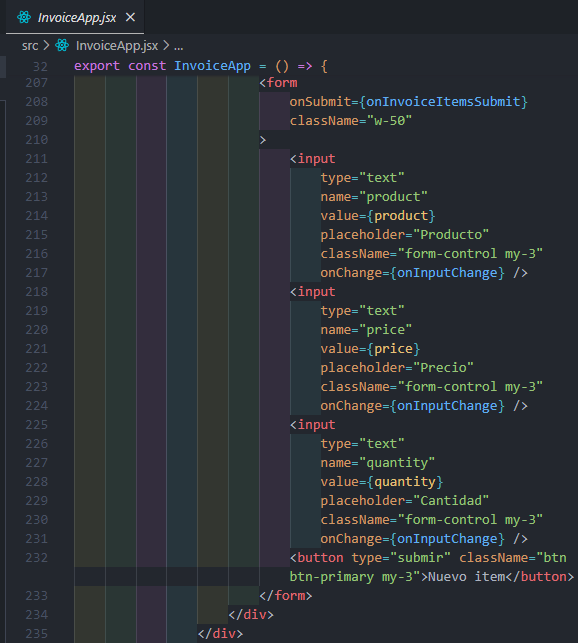 InvoiceApp.jsx ×
src > InvoiceApp.jsx > ...
32 export const InvoiceApp = () => {
207 <form
208 onSubmit={onInvoiceItemsSubmit}
209 className="w-50"
210 >
211 <input
212 type="text"
213 name="product"
214 value={product}
215 placeholder="Producto"
216 className="form-control my-3"
217 onChange={onInputChange} />
218 <input
219 type="text"
220 name="price"
221 value={price}
222 placeholder="Precio"
223 className="form-control my-3"
224 onChange={onInputChange} />
225 <input
226 type="text"
227 name="quantity"
228 value={quantity}
229 placeholder="Cantidad"
230 className="form-control my-3"
231 onChange={onInputChange} />
232 <button type="submir" className="btn
btn-primary my-3">Nuevo item</button>
233 </form>
234 </div>
235 </div>